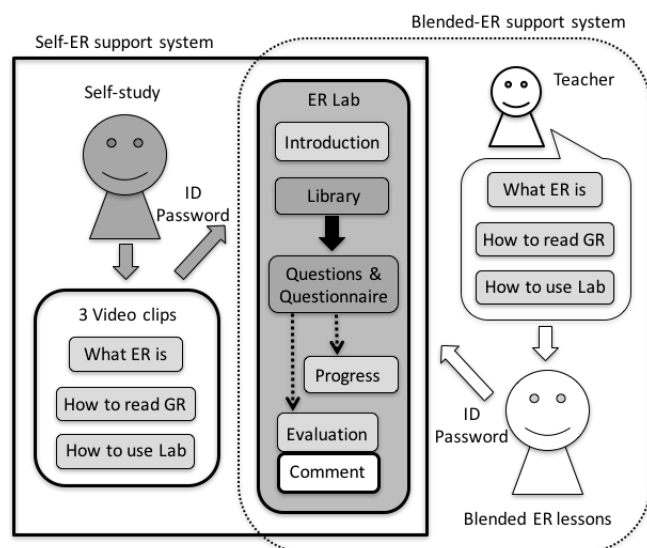 Blended-ER support system
Self-ER support system
Self-study
ID
Password
3 Video clips
What ER is
How to read GR
How to use Lab
ER Lab
Introduction
Library
Questions &
Questionnaire
Progress
Evaluation
Comment
Teacher
What ER is
How to read GR
How to use Lab
ID
Password
Blended ER lessons